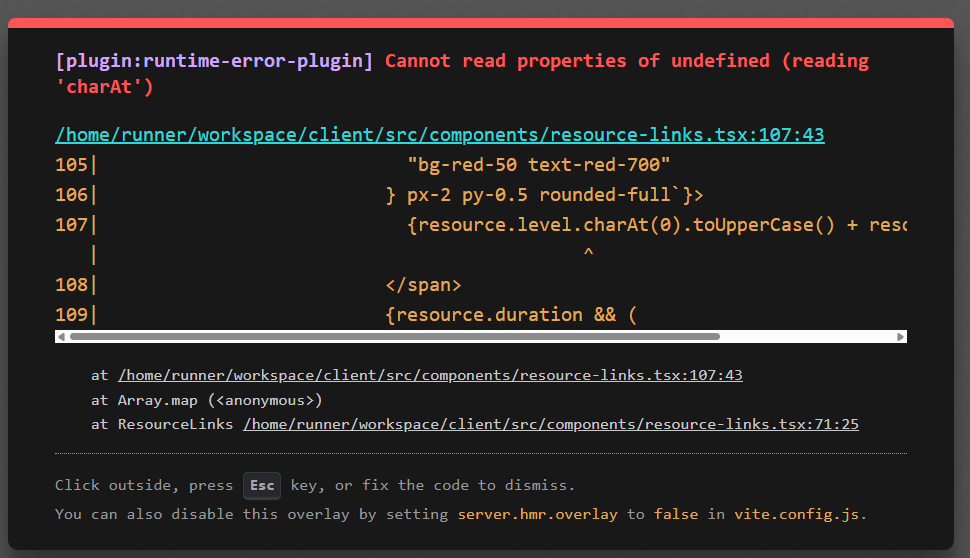 [plugin:runtime-error-plugin] Cannot read properties of undefined (reading
'charAt')
/home/runner/workspace/client/src/components/resource-links.tsx:107:43
105|                             "bg-red-50 text-red-700"
106|                           } px-2 py-0.5 rounded-full`}>
107|                             {resource.level.charAt(0).toUpperCase() + reso
   |                                             ^
108|                           </span>
109|                           {resource.duration && (
at /home/runner/workspace/client/src/components/resource-links.tsx:107:43
at Array.map (<anonymous>)
at ResourceLinks /home/runner/workspace/client/src/components/resource-links.tsx:71:25
Click outside, press Esc key, or fix the code to dismiss.
You can also disable this overlay by setting server.hmr.overlay to false in vite.config.js.